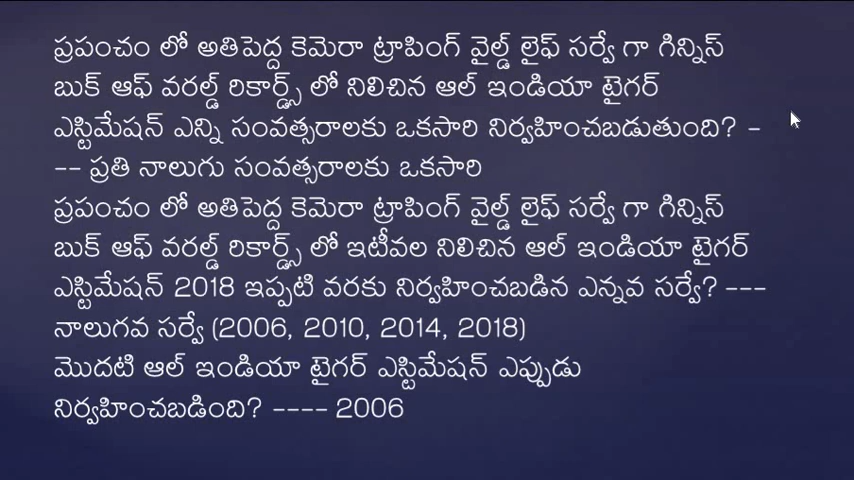 ప్రపంచం లో అతిపెద్ద కెమెరా ట్రాపింగ్ వైల్డ్ లైఫ్ సర్వే గా గిన్నిస్
బుక్ ఆఫ్ వరల్డ్ రికార్డ్స్ లో నిలిచిన ఆల్ ఇండియా టైగర్
ఎస్టిమేషన్ ఎన్ని సంవత్సరాలకు ఒకసారి నిర్వహించబడుతుంది? -
-- ప్రతి నాలుగు సంవత్సరాలకు ఒకసారి
ప్రపంచం లో అతిపెద్ద కెమెరా ట్రాపింగ్ వైల్డ్ లైఫ్ సర్వే గా గిన్నిస్
బుక్ ఆఫ్ వరల్డ్ రికార్డ్స్ లో ఇటీవల నిలిచిన ఆల్ ఇండియా టైగర్
ఎస్టిమేషన్ 2018 ఇప్పటి వరకు నిర్వహించబడిన ఎన్నవ సర్వే? ---
నాలుగవ సర్వే (2006, 2010, 2014, 2018)
మొదటి ఆల్ ఇండియా టైగర్ ఎస్టిమేషన్ ఎప్పుడు
నిర్వహించబడింది? ---- 2006